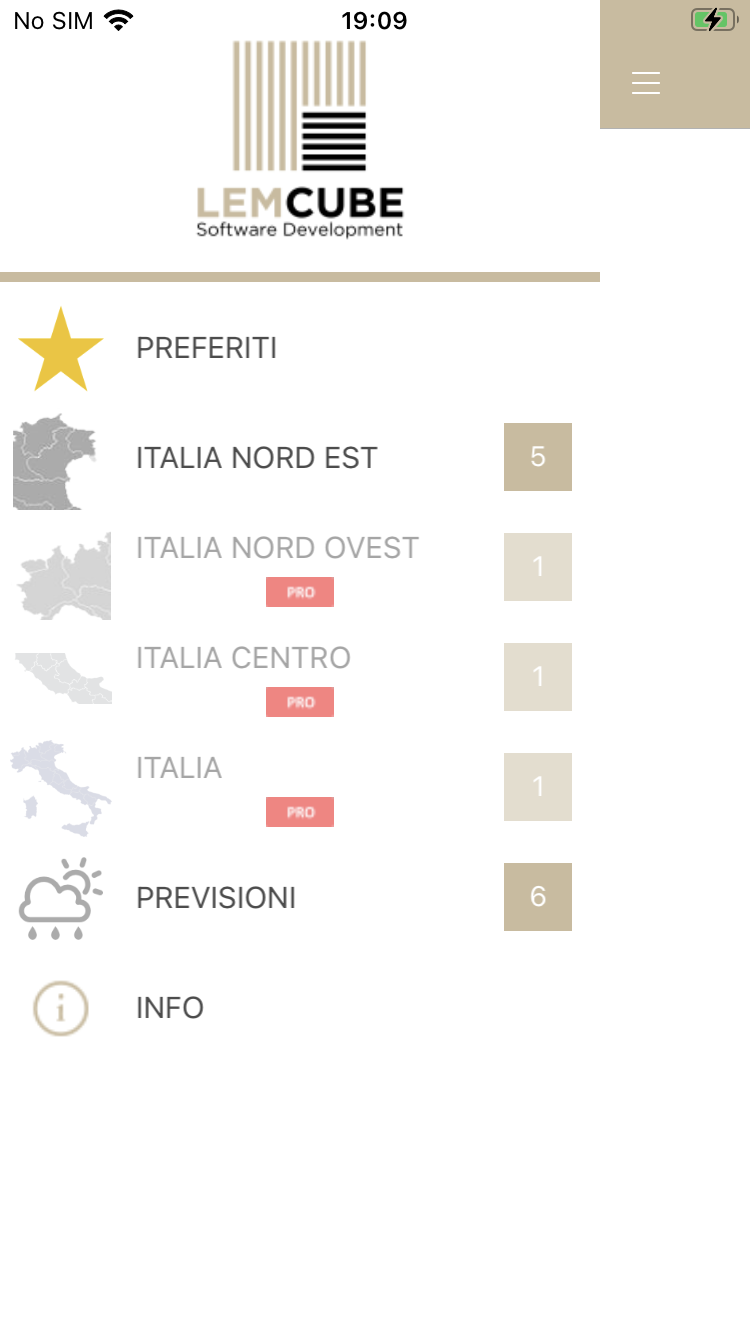 No SIM 19:09
LEMCUBE
Software Development
PREFERITI
ITALIA NORD EST 5
ITALIA NORD OVEST 1
PRO
ITALIA CENTRO 1
PRO
ITALIA 1
PRO
PREVISIONI 6
INFO